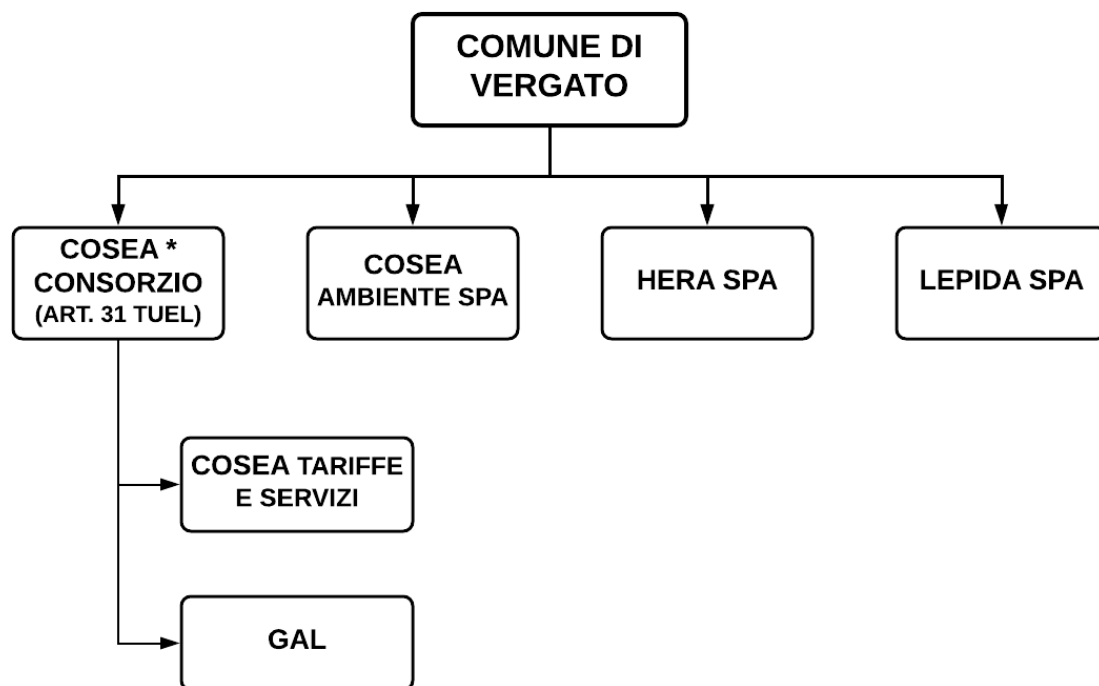 COMUNE DI
VERGATO
COSEA *
CONSORZIO
(ART. 31 TUEL)
COSEA
AMBIENTE SPA
HERA SPA
LEPIDA SPA
COSEA TARIFFE
E SERVIZI
GAL